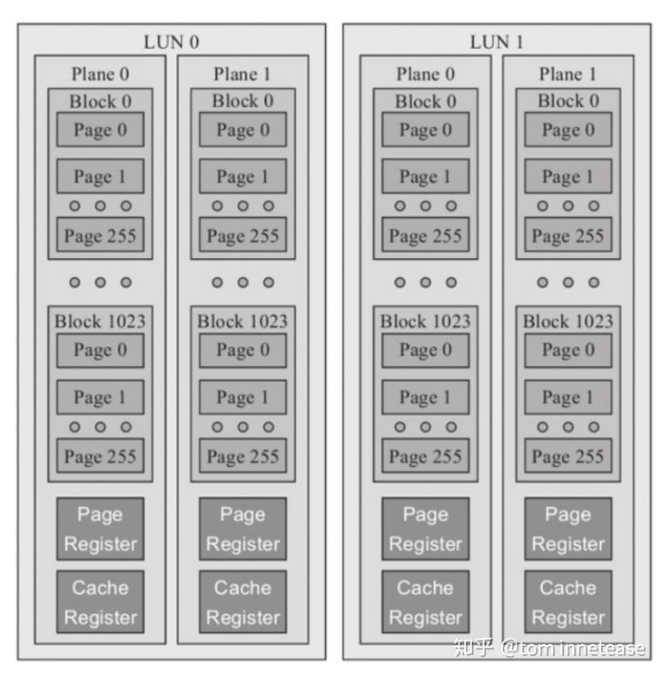 LUN 0
Plane 0
Block 0
Page 0
Page 1
Page 255
Block 1023
Page 0
Page 1
Page 255
Page
Register
Cache
Register
Plane 1
Block 0
Page 0
Page 1
Page 255
Block 1023
Page 0
Page 1
Page 255
Page
Register
Cache
Register
LUN 1
Plane 0
Block 0
Page 0
Page 1
Page 255
Block 1023
Page 0
Page 1
Page 255
Page
Register
Cache
Register
Plane 1
Block 0
Page 0
Page 1
Page 255
Block 1023
Page 0
Page 1
Page 255
Page
Register
Cache
Register
知乎 @tom innetease